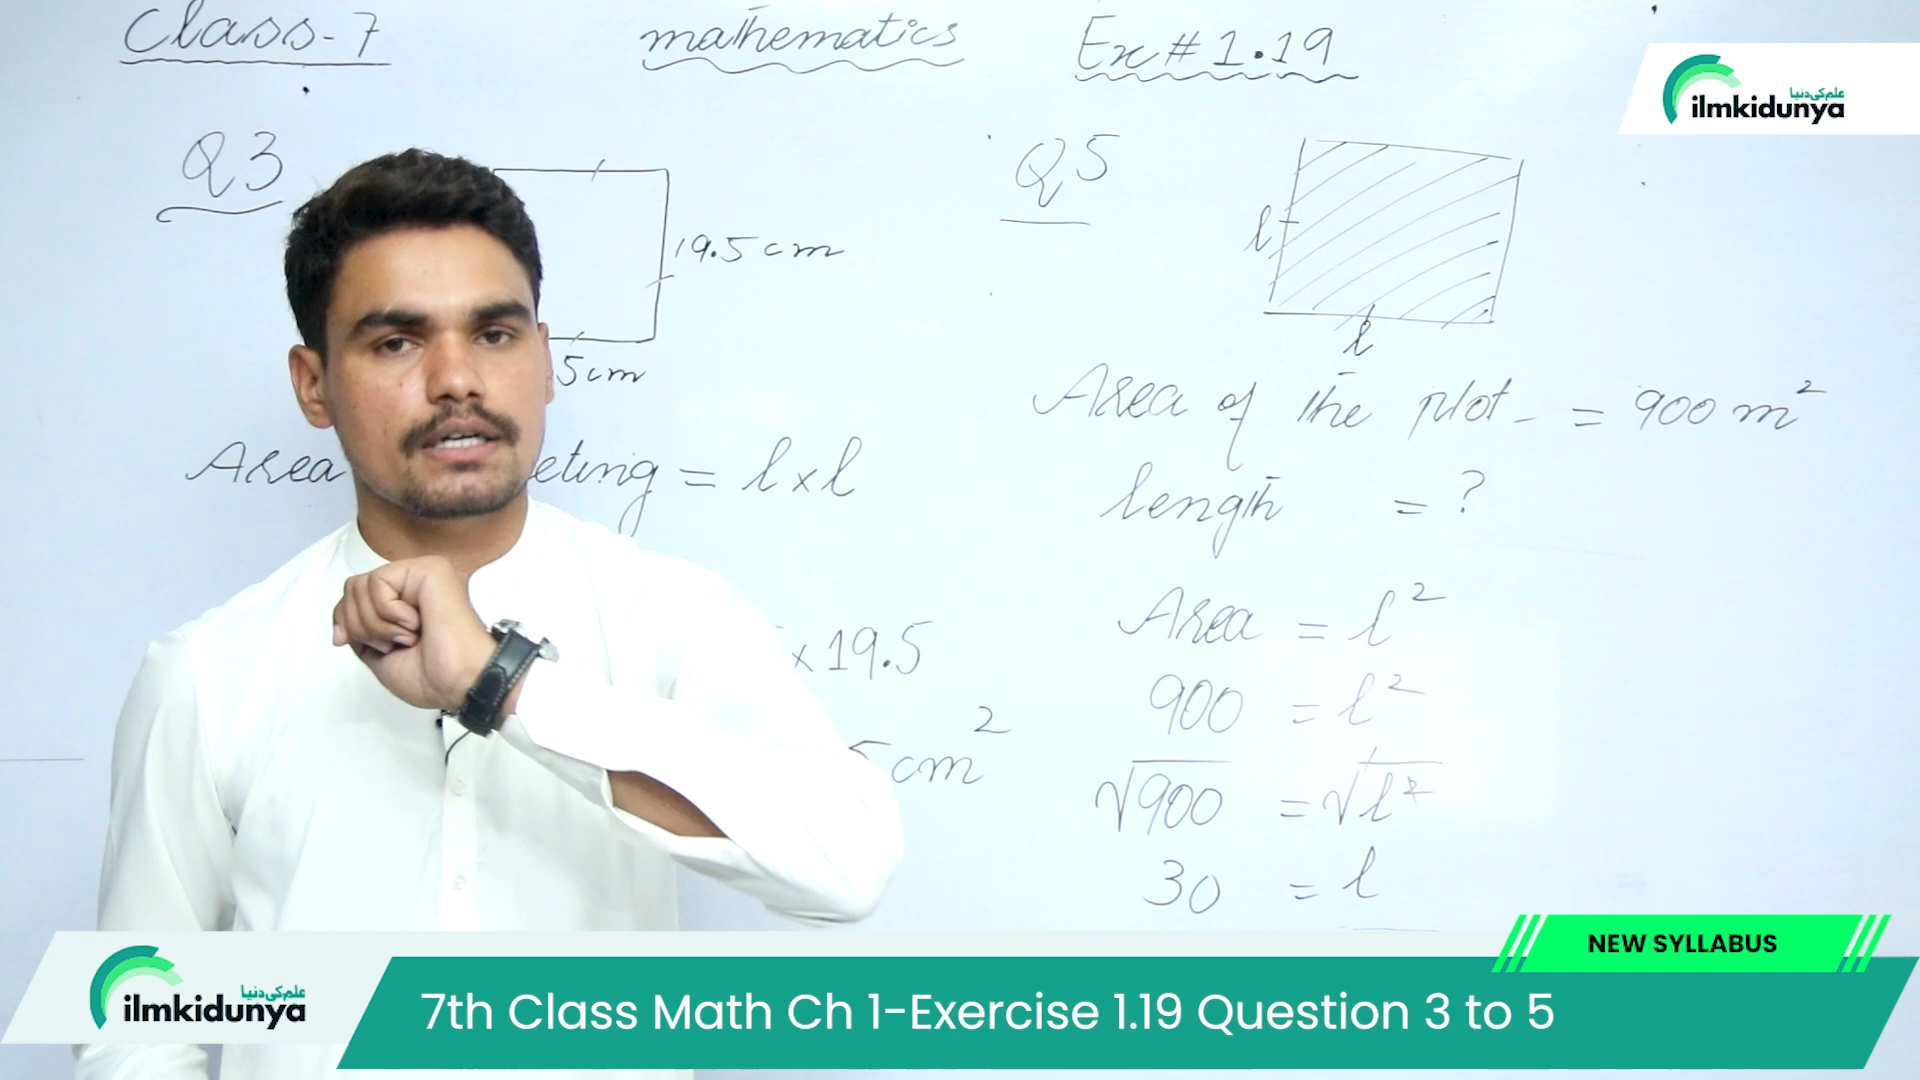 Class-7 mathematics Ex# 1.19
علم کی دنیا
ilmkidunya
Q3
19.5 cm
5cm
Area = l x l
x 19.5
cm²
Q5
l
l
Area of the plot = 900 m²
length = ?
Area = l²
900 = l²
√900 = √l²
30 = l
NEW SYLLABUS
علم کی دنیا
ilmkidunya
7th Class Math Ch 1-Exercise 1.19 Question 3 to 5